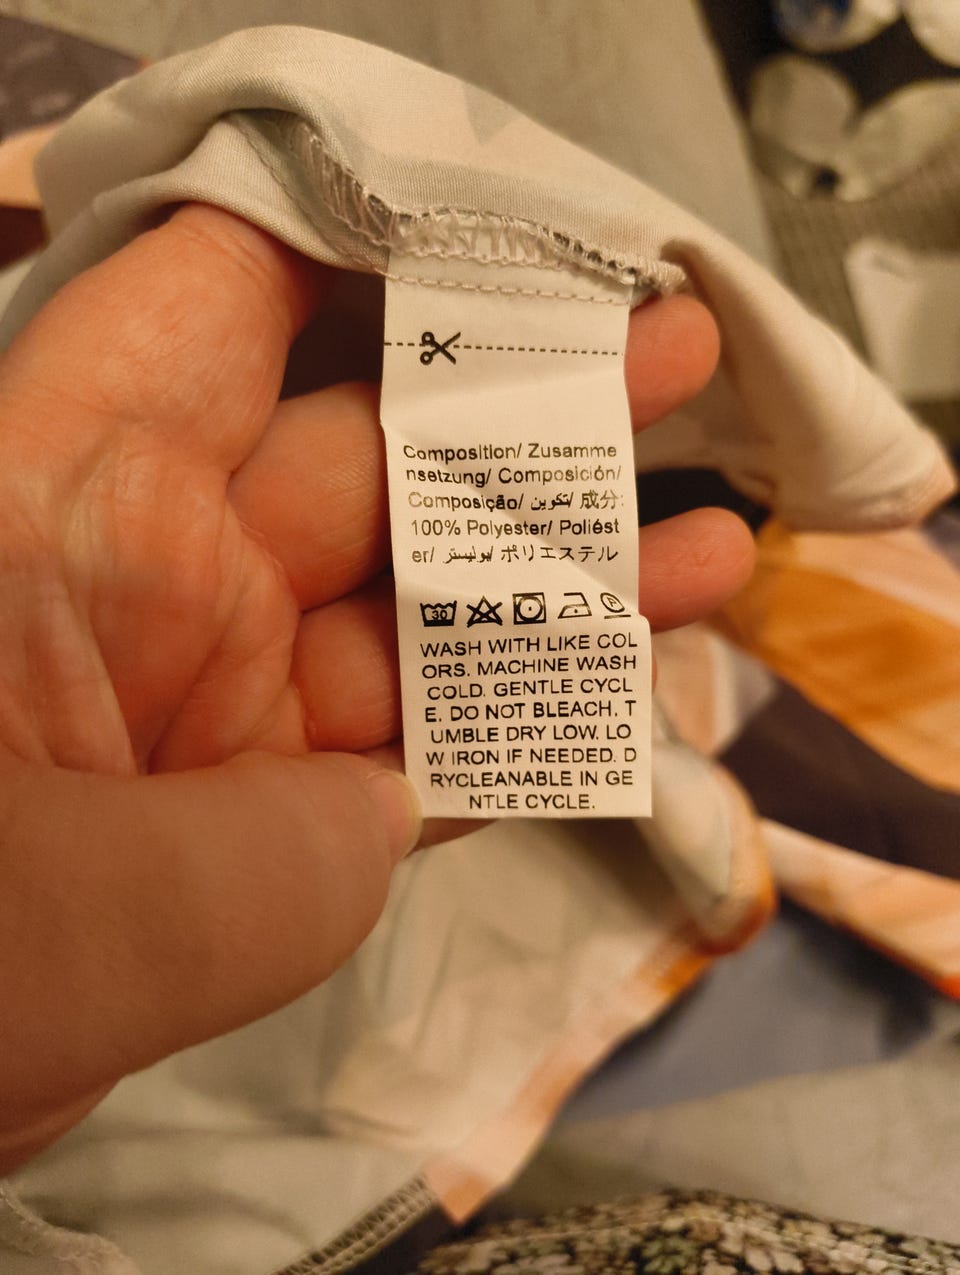 Composition/ Zusamme
nsetzung/ Composición/
Composição/ تكوين/ 成分:
100% Polyester/ Poliést
er/ بوليستر/ ポリエステル
30 P
WASH WITH LIKE COL
ORS. MACHINE WASH
COLD. GENTLE CYCL
E. DO NOT BLEACH. T
UMBLE DRY LOW. LO
W IRON IF NEEDED. D
RYCLEANABLE IN GE
NTLE CYCLE.